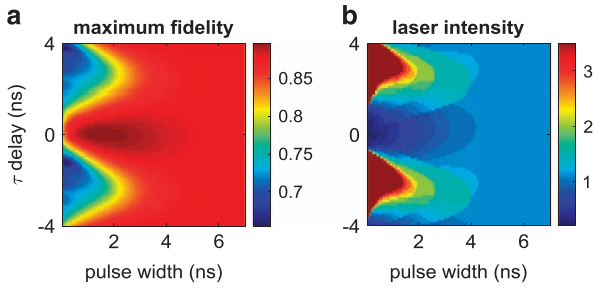 a
maximum fidelity
b
laser intensity
τ delay (ns)
4
0
-4
2
4
6
pulse width (ns)
0.85
0.8
0.75
0.7
4
0
-4
2
4
6
pulse width (ns)
3
2
1